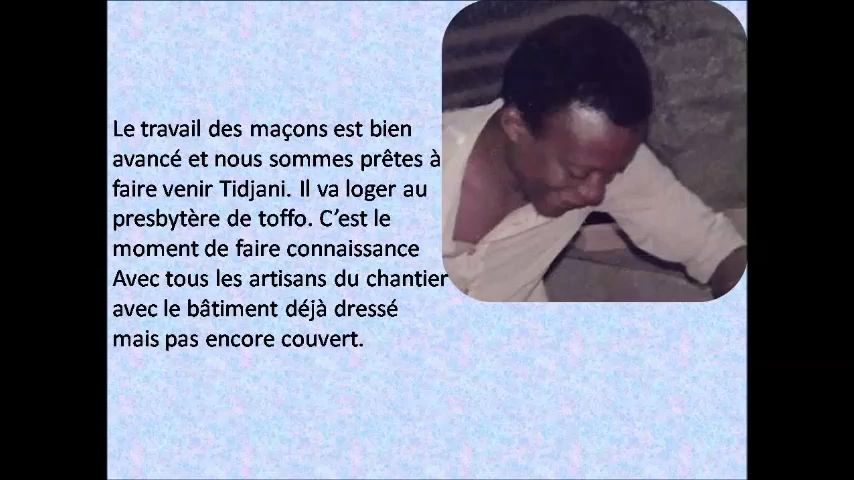 Le travail des maçons est bien
avancé et nous sommes prêtes à
faire venir Tidjani. Il va loger au
presbytère de toffo. C’est le
moment de faire connaissance
Avec tous les artisans du chantier
avec le bâtiment déjà dressé
mais pas encore couvert.